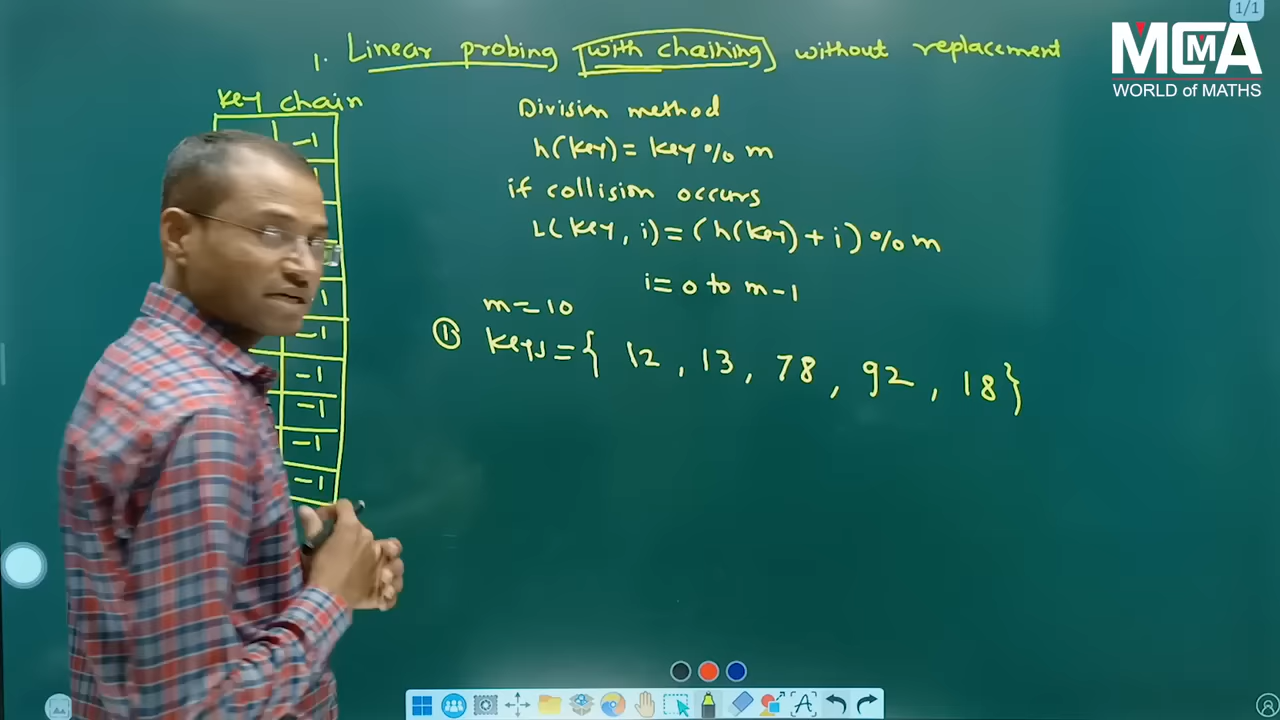 1/1
MCMA
WORLD of MATHS
1. Linear probing with chaining without replacement
key chain
-1
-1
-1
-1
-1
-1
-1
Division method
h(key) = key % m
if collision occurs
L(key, i) = (h(key) + i) % m
i = 0 to m-1
m = 10
① keys = { 12, 13, 78, 92, 18}